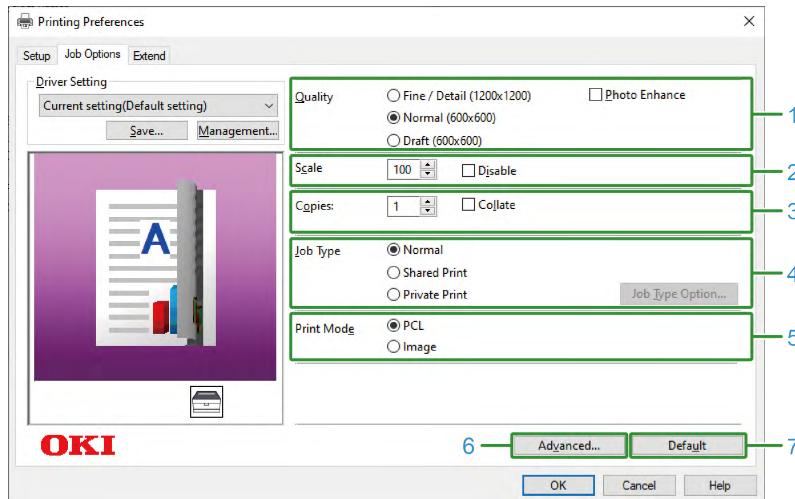 Printing Preferences
Setup Job Options Extend
Driver Setting
Current setting(Default setting)
Save... Management...
A
OKI
Quality Fine / Detail (1200x1200) Photo Enhance
Normal (600x600)
Draft (600x600)
1
Scale 100 Disable
2
Copies: 1 Collate
3
Job Type Normal
Shared Print
Private Print Job Type Option...
4
Print Mode PCL
Image
5
6 Advanced... Default 7
OK Cancel Help